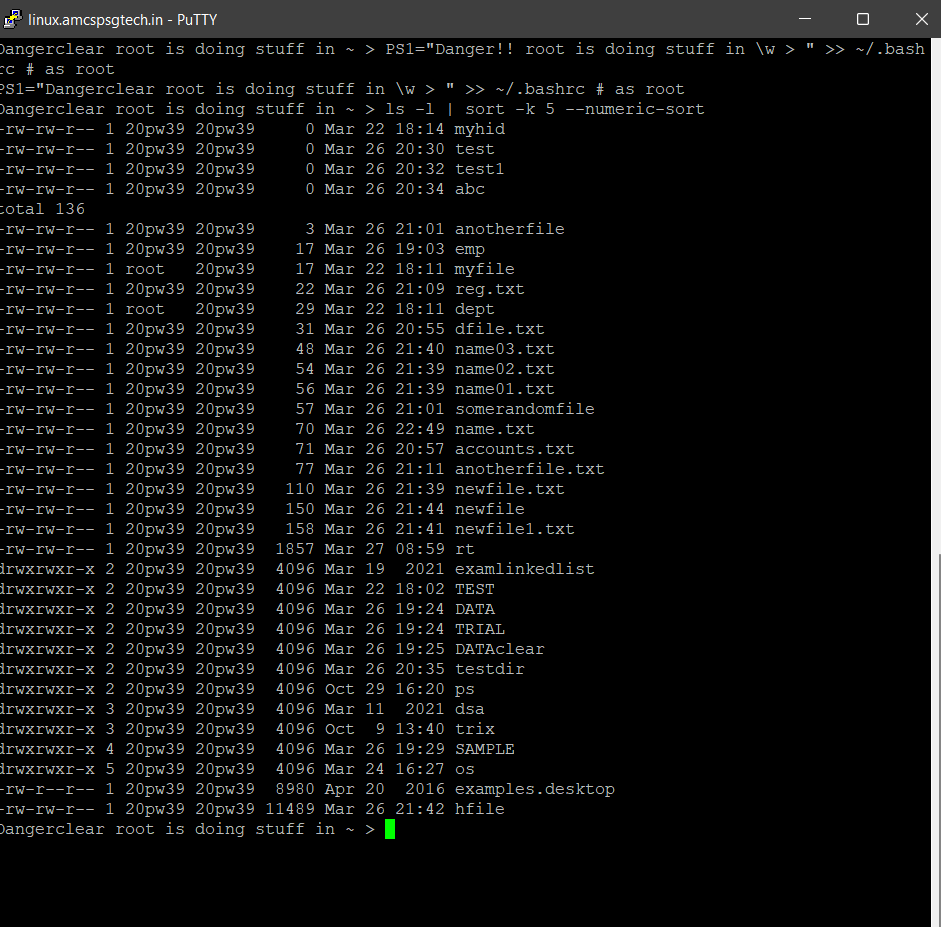 linux.amcspsgtech.in - PuTTY
Dangerclear root is doing stuff in ~ > PS1="Danger!! root is doing stuff in \w > " >> ~/.bash
rc # as root
PS1="Dangerclear root is doing stuff in \w > " >> ~/.bashrc # as root
Dangerclear root is doing stuff in ~ > ls -l | sort -k 5 --numeric-sort
-rw-rw-r-- 1 20pw39 20pw39     0 Mar 22 18:14 myhid
-rw-rw-r-- 1 20pw39 20pw39     0 Mar 26 20:30 test
-rw-rw-r-- 1 20pw39 20pw39     0 Mar 26 20:32 test1
-rw-rw-r-- 1 20pw39 20pw39     0 Mar 26 20:34 abc
total 136
-rw-rw-r-- 1 20pw39 20pw39     3 Mar 26 21:01 anotherfile
-rw-rw-r-- 1 20pw39 20pw39    17 Mar 26 19:03 emp
-rw-rw-r-- 1 root   20pw39    17 Mar 22 18:11 myfile
-rw-rw-r-- 1 20pw39 20pw39    22 Mar 26 21:09 reg.txt
-rw-rw-r-- 1 root   20pw39    29 Mar 22 18:11 dept
-rw-rw-r-- 1 20pw39 20pw39    31 Mar 26 20:55 dfile.txt
-rw-rw-r-- 1 20pw39 20pw39    48 Mar 26 21:40 name03.txt
-rw-rw-r-- 1 20pw39 20pw39    54 Mar 26 21:39 name02.txt
-rw-rw-r-- 1 20pw39 20pw39    56 Mar 26 21:39 name01.txt
-rw-rw-r-- 1 20pw39 20pw39    57 Mar 26 21:01 somerandomfile
-rw-rw-r-- 1 20pw39 20pw39    70 Mar 26 22:49 name.txt
-rw-rw-r-- 1 20pw39 20pw39    71 Mar 26 20:57 accounts.txt
-rw-rw-r-- 1 20pw39 20pw39    77 Mar 26 21:11 anotherfile.txt
-rw-rw-r-- 1 20pw39 20pw39   110 Mar 26 21:39 newfile.txt
-rw-rw-r-- 1 20pw39 20pw39   150 Mar 26 21:44 newfile
-rw-rw-r-- 1 20pw39 20pw39   158 Mar 26 21:41 newfile1.txt
-rw-rw-r-- 1 20pw39 20pw39  1857 Mar 27 08:59 rt
drwxrwxr-x 2 20pw39 20pw39  4096 Mar 19  2021 examlinkedlist
drwxrwxr-x 2 20pw39 20pw39  4096 Mar 22 18:02 TEST
drwxrwxr-x 2 20pw39 20pw39  4096 Mar 26 19:24 DATA
drwxrwxr-x 2 20pw39 20pw39  4096 Mar 26 19:24 TRIAL
drwxrwxr-x 2 20pw39 20pw39  4096 Mar 26 19:25 DATAclear
drwxrwxr-x 2 20pw39 20pw39  4096 Mar 26 20:35 testdir
drwxrwxr-x 2 20pw39 20pw39  4096 Oct 29 16:20 ps
drwxrwxr-x 3 20pw39 20pw39  4096 Mar 11  2021 dsa
drwxrwxr-x 3 20pw39 20pw39  4096 Oct  9 13:40 trix
drwxrwxr-x 4 20pw39 20pw39  4096 Mar 26 19:29 SAMPLE
drwxrwxr-x 5 20pw39 20pw39  4096 Mar 24 16:27 os
-rw-r--r-- 1 20pw39 20pw39  8980 Apr 20  2016 examples.desktop
-rw-rw-r-- 1 20pw39 20pw39 11489 Mar 26 21:42 hfile
Dangerclear root is doing stuff in ~ >